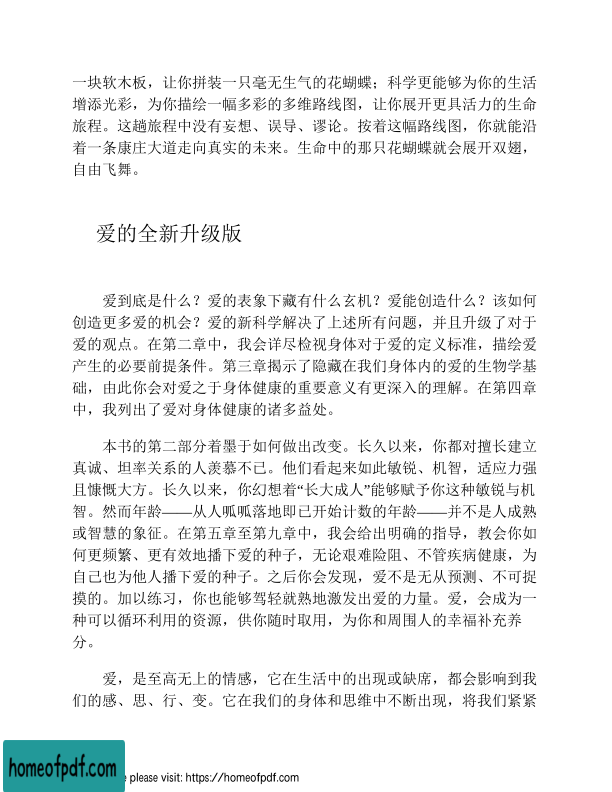 一块软木板，让你拼装一只毫无生气的花蝴蝶；科学更能够为你的生活
增添光彩，为你描绘一幅多彩的多维路线图，让你展开更具活力的生命
旅程。这趟旅程中没有妄想、误导、谬论。按着这幅路线图，你就能沿
着一条康庄大道走向真实的未来。生命中的那只花蝴蝶就会展开双翅，
自由飞舞。
爱的全新升级版
爱到底是什么？爱的表象下藏有什么玄机？爱能创造什么？该如何
创造更多爱的机会？爱的新科学解决了上述所有问题，并且升级了对于
爱的观点。在第二章中，我会详尽检视身体对于爱的定义标准，描绘爱
产生的必要前提条件。第三章揭示了隐藏在我们身体内的爱的生物学基
础，由此你会对爱之于身体健康的重要意义有更深入的理解。在第四章
中，我列出了爱对身体健康的诸多益处。
本书的第二部分着墨于如何做出改变。长久以来，你都对擅长建立
真诚、坦率关系的人羡慕不已。他们看起来如此敏锐、机智，适应力强
且慷慨大方。长久以来，你幻想着“长大成人”能够赋予你这种敏锐与机
智。然而年龄——从人呱呱落地即已开始计数的年龄——并不是人成熟
或智慧的象征。在第五章至第九章中，我会给出明确的指导，教会你如
何更频繁、更有效地播下爱的种子，无论艰难险阻、不管疾病健康，为
自己也为他人播下爱的种子。之后你会发现，爱不是无从预测、不可捉
摸的。加以练习，你也能够驾轻就熟地激发出爱的力量。爱，会成为一
种可以循环利用的资源，供你随时取用，为你和周围人的幸福补充养
分。
爱，是至高无上的情感，它在生活中的出现或缺席，都会影响到我
们的感、思、行、变。它在我们的身体和思维中不断出现，将我们紧紧
homeofpdf.com
e please visit: https://homeofpdf.com